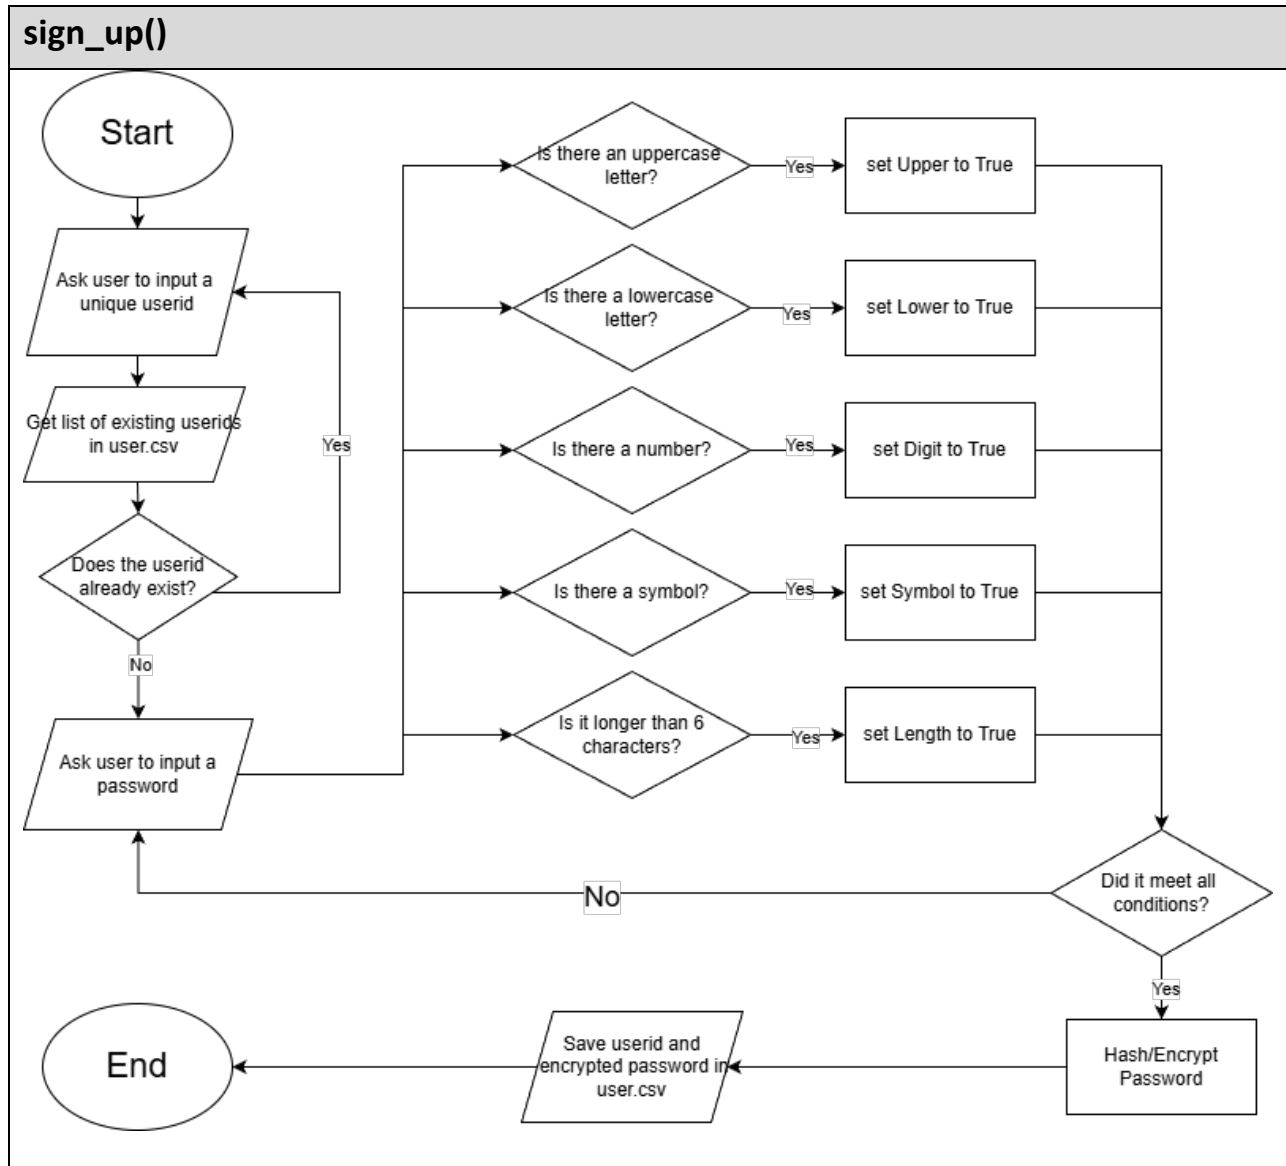 sign_up()
Start
Ask user to input a
unique userid
Get list of existing userids
in user.csv
Yes
Does the userid
already exist?
No
Ask user to input a
password
Is there an uppercase
letter?
Yes
set Upper to True
Is there a lowercase
letter?
Yes
set Lower to True
Is there a number?
Yes
set Digit to True
Is there a symbol?
Yes
set Symbol to True
Is it longer than 6
characters?
Yes
set Length to True
Did it meet all
conditions?
No
Yes
Hash/Encrypt
Password
Save userid and
encrypted password in
user.csv
End